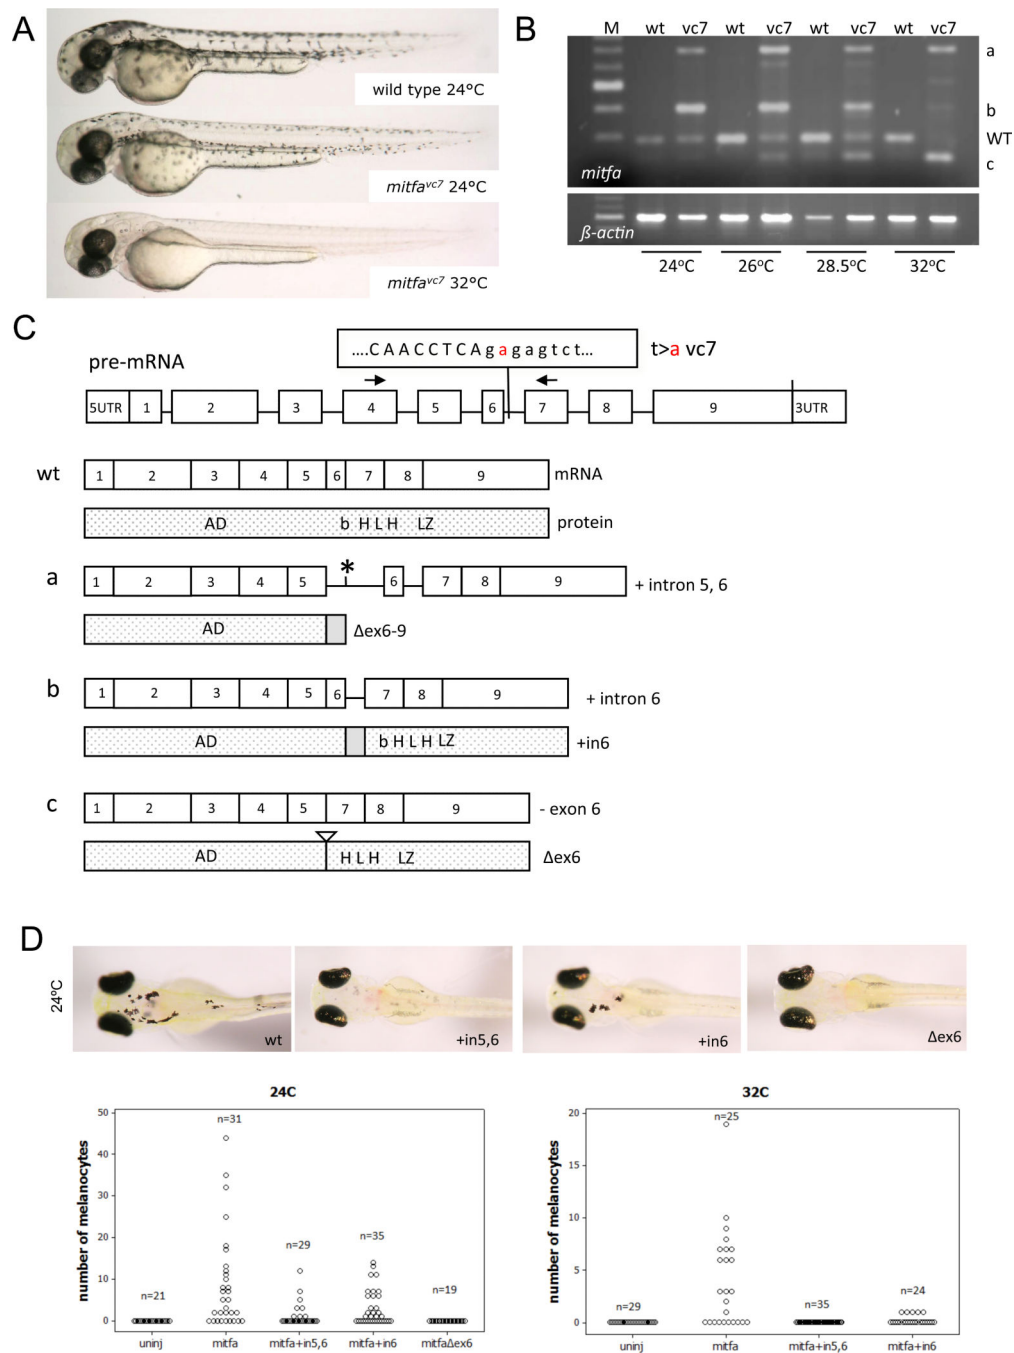 A
wild type 24°C
mitfavc7 24°C
mitfavc7 32°C
B
M wt vc7 wt vc7 wt vc7 wt vc7
a
b
WT
c
mitfa
ß-actin
24°C 26°C 28.5°C 32°C
C
pre-mRNA
....C A A C C T C A g a g a g t c t...
t>a vc7
5UTR 1 2 3 4 5 6 7 8 9 3UTR
wt
1 2 3 4 5 6 7 8 9 mRNA
AD b H L H LZ protein
a
*
1 2 3 4 5 6 7 8 9 + intron 5, 6
AD Δex6-9
b
1 2 3 4 5 6 7 8 9 + intron 6
AD b H L H LZ +in6
c
1 2 3 4 5 7 8 9 - exon 6
AD H L H LZ Δex6
D
24°C
wt
+in5,6
+in6
Δex6
24C
number of melanocytes
50
40
30
20
10
0
n=21
n=31
n=29
n=35
n=19
uninj mitfa mitfa+in5,6 mitfa+in6 mitfaΔex6
32C
number of melanocytes
20
15
10
5
0
n=29
n=25
n=35
n=24
uninj mitfa mitfa+in5,6 mitfa+in6